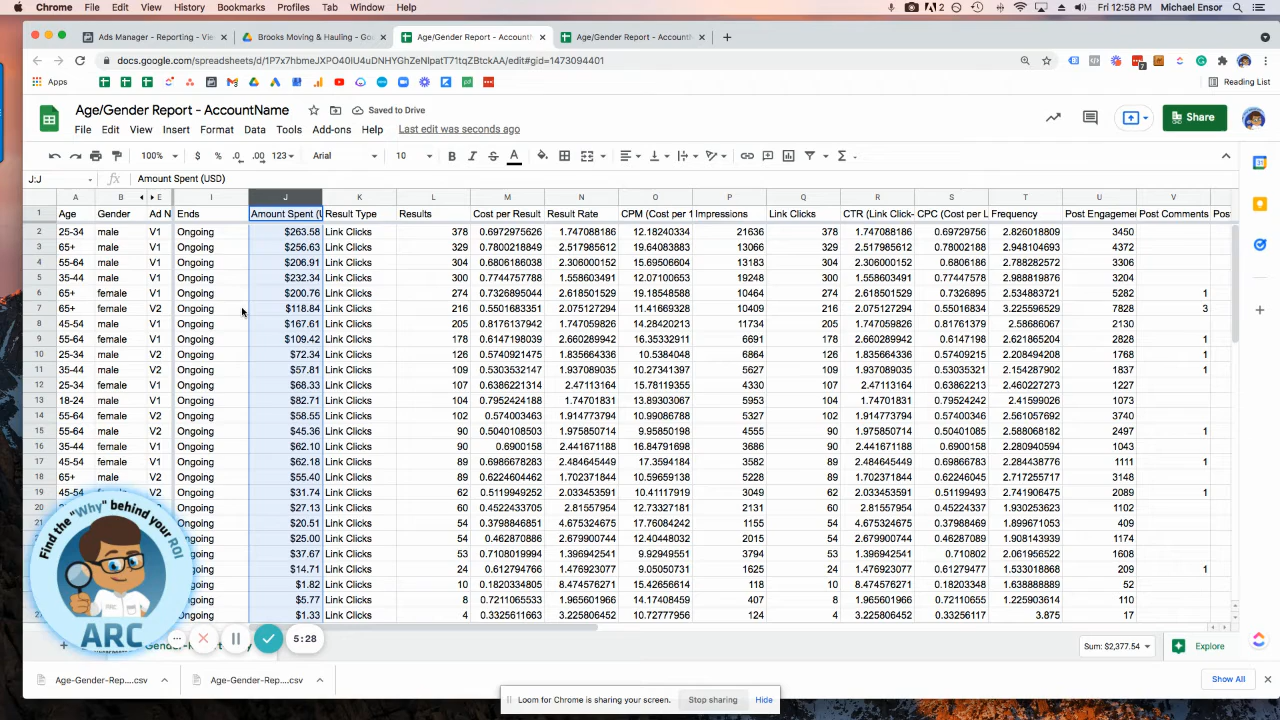 Chrome File Edit View History Bookmarks Profiles Tab Window Help 2 Fri 12:58 PM Michael Ensor
Ads Manager - Reporting - Vie Brooks Moving & Hauling - Goo Age/Gender Report - AccountN Age/Gender Report - AccountN
docs.google.com/spreadsheets/d/1P7x7hbmeJXPO40IU4uDNHYGhZeNlpatT71tqZBtckAA/edit#gid=1473094401
Apps Reading List
Age/Gender Report - AccountName Saved to Drive
File Edit View Insert Format Data Tools Add-ons Help Last edit was seconds ago Share
100% $ % .0 .00 123 Arial 10 B I S A
J:J fx Amount Spent (USD)
A B E I J K L M N O P Q R S T U V
1 Age Gender Ad N Ends Amount Spent (U Result Type Results Cost per Result Result Rate CPM (Cost per 1 Impressions Link Clicks CTR (Link Click- CPC (Cost per L Frequency Post Engageme Post Comments Pos
2 25-34 male V1 Ongoing $263.58 Link Clicks 378 0.6972975626 1.747088186 12.18240334 21636 378 1.747088186 0.69729756 2.826018809 3450
3 65+ male V1 Ongoing $256.63 Link Clicks 329 0.7800218849 2.517985612 19.64083883 13066 329 2.517985612 0.78002188 2.948104693 4372
4 55-64 male V1 Ongoing $206.91 Link Clicks 304 0.6806186038 2.306000152 15.69506604 13183 304 2.306000152 0.6806186 2.788282572 3306
5 35-44 male V1 Ongoing $232.34 Link Clicks 300 0.7744757788 1.558603491 12.07100653 19248 300 1.558603491 0.77447578 2.988819876 3204
6 65+ female V1 Ongoing $200.76 Link Clicks 274 0.7326895044 2.618501529 19.18548588 10464 274 2.618501529 0.7326895 2.534883721 5282 1
7 65+ female V2 Ongoing $118.84 Link Clicks 216 0.5501683351 2.075127294 11.41669328 10409 216 2.075127294 0.55016834 3.225596529 7828 3
8 45-54 male V1 Ongoing $167.61 Link Clicks 205 0.8176137942 1.747059826 14.28420213 11734 205 1.747059826 0.81761379 2.58686067 2130
9 55-64 female V1 Ongoing $109.42 Link Clicks 178 0.6147198039 2.660289942 16.35332911 6691 178 2.660289942 0.6147198 2.422519913 2828 1
10 25-34 male V2 Ongoing $72.34 Link Clicks 126 0.5740921475 1.835664336 10.5384048 6864 126 1.835664336 0.57409215 2.208494208 1768 1
11 35-44 male V2 Ongoing $57.81 Link Clicks 109 0.5303532147 1.937089035 10.27341397 5627 109 1.937089035 0.53035321 2.154287902 1837 1
12 25-34 female V1 Ongoing $68.33 Link Clicks 107 0.6386221314 2.47113164 15.78119355 4330 107 2.47113164 0.63862213 2.460227273 1227
13 18-24 male V1 Ongoing $82.71 Link Clicks 104 0.7952424188 1.74701831 13.89303067 5953 104 1.74701831 0.79524242 2.41599026 1073
14 55-64 male V2 Ongoing $58.55 Link Clicks 102 0.574003463 1.914773794 10.99086788 5327 102 1.914773794 0.57400346 2.561057692 3740
15 55-64 female V2 Ongoing $45.36 Link Clicks 90 0.5040108503 1.975850714 9.95850198 4555 90 1.975850714 0.50401085 2.588068182 2497 1
16 35-44 female V1 Ongoing $62.10 Link Clicks 90 0.6900158 2.441671188 16.84791698 3686 90 2.441671188 0.6900158 2.280940594 1043
17 45-54 female V1 Ongoing $62.18 Link Clicks 89 0.6986678283 2.484645449 17.3594184 3582 89 2.484645449 0.69866783 2.284438776 1111 1
18 65+ male V2 Ongoing $55.40 Link Clicks 89 0.6224604462 1.702371844 10.59659138 5228 89 1.702371844 0.62246045 2.717255717 3148
19 45-54 V2 Ongoing $31.74 Link Clicks 62 0.5119949252 2.033453591 10.41117919 3049 62 2.033453591 0.51199493 2.741906475 2089 1
20 Ongoing $27.13 Link Clicks 60 0.4522433705 2.81557954 12.73327181 2131 60 2.81557954 0.45224337 1.930253623 1102
ngoing $20.51 Link Clicks 54 0.3798846851 4.675324675 17.76084242 1155 54 4.675324675 0.37988469 1.899671053 409
ngoing $25.00 Link Clicks 54 0.462870887 2.679900744 12.40448032 2015 54 2.679900744 0.46287089 1.908143939 1174
ngoing $37.67 Link Clicks 53 0.7108019994 1.396942541 9.92949551 3794 53 1.396942541 0.710802 2.061956522 1608
ngoing $14.71 Link Clicks 24 0.612794766 1.476923077 9.05050731 1625 24 1.476923077 0.61279477 1.533018868 209 1
ngoing $1.82 Link Clicks 10 0.1820334805 8.474576271 15.42656614 118 10 8.474576271 0.18203348 1.638888889 52
ngoing $5.77 Link Clicks 8 0.7211065533 1.965601966 14.17408459 407 8 1.965601966 0.72110655 1.225903614 110
ngoing $1.33 Link Clicks 4 0.3325611663 3.225806452 10.72777956 124 4 3.225806452 0.33256117 3.875 17
Find the "Why" behind your ROI
ARC
5:28
Sum: $2,377.54 Explore
Age-Gender-Rep....csv Age-Gender-Rep....csv Show All
Loom for Chrome is sharing your screen. Stop sharing Hide